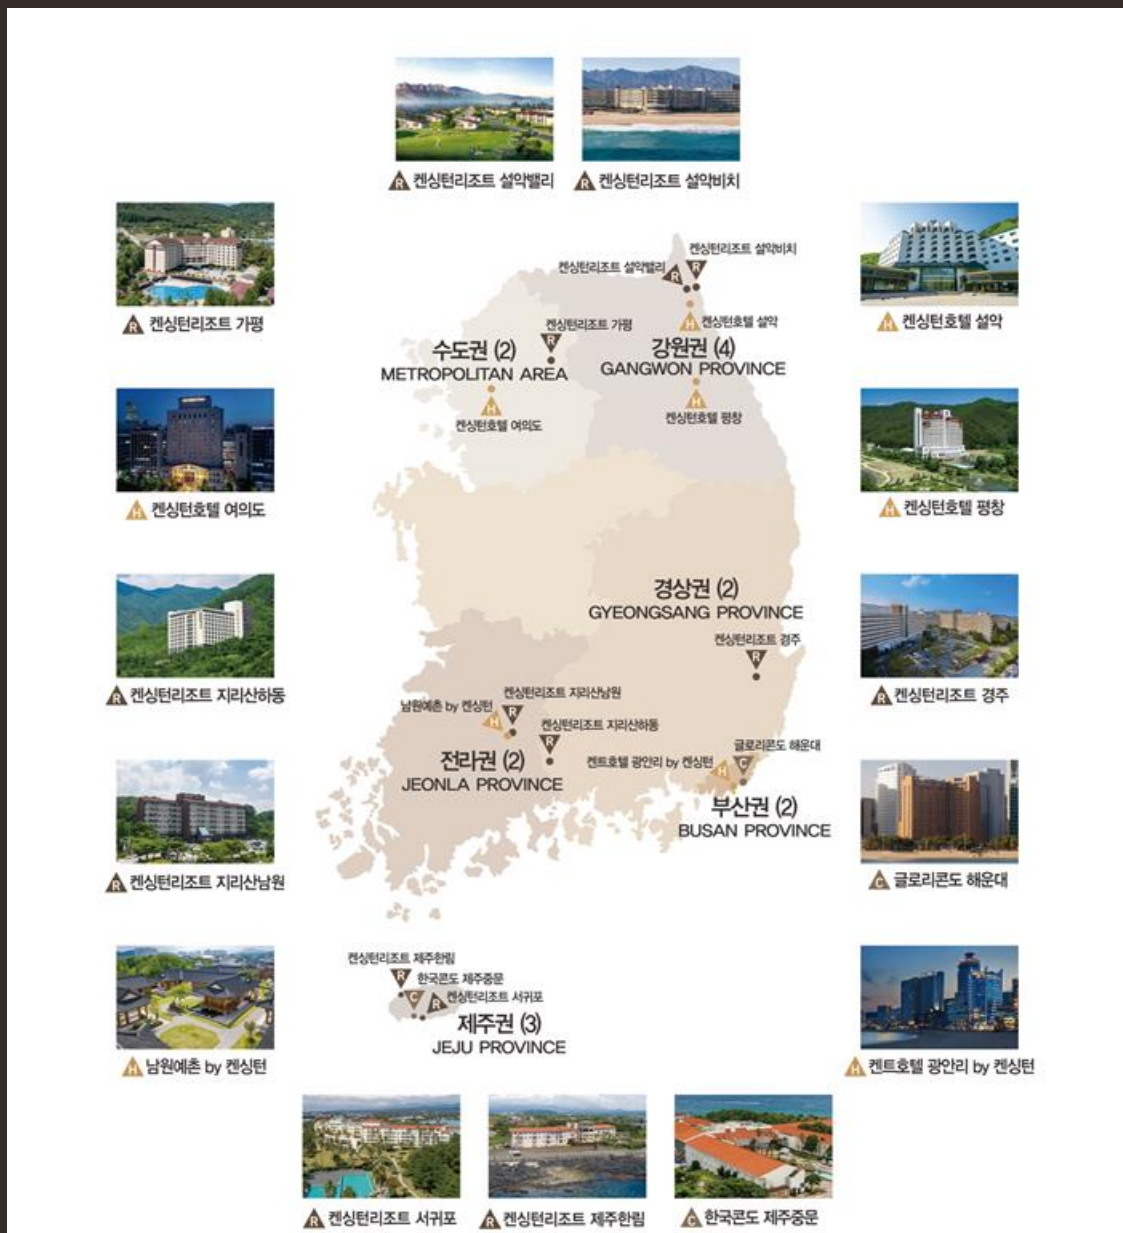 R 켄싱턴리조트 설악밸리
R 켄싱턴리조트 설악비치
R 켄싱턴리조트 가평
H 켄싱턴호텔 여의도
R 켄싱턴리조트 지리산하동
R 켄싱턴리조트 지리산남원
H 남원예촌 by 켄싱턴
켄싱턴리조트 설악비치
R
켄싱턴리조트 설악밸리
R
H 켄싱턴호텔 설악
켄싱턴리조트 가평
R
수도권 (2)
METROPOLITAN AREA
H
켄싱턴호텔 여의도
강원권 (4)
GANGWON PROVINCE
H
켄싱턴호텔 평창
경상권 (2)
GYEONGSANG PROVINCE
켄싱턴리조트 경주
R
켄싱턴리조트 지리산남원
R
남원예촌 by 켄싱턴
H
켄싱턴리조트 지리산하동
R
전라권 (2)
JEONLA PROVINCE
글로리콘도 해운대
C
켄트호텔 광안리 by 켄싱턴
H
부산권 (2)
BUSAN PROVINCE
켄싱턴리조트 제주한림
R
한국콘도 제주중문
C
R 켄싱턴리조트 서귀포
제주권 (3)
JEJU PROVINCE
H 켄싱턴호텔 설악
H 켄싱턴호텔 평창
R 켄싱턴리조트 경주
C 글로리콘도 해운대
H 켄트호텔 광안리 by 켄싱턴
R 켄싱턴리조트 서귀포
R 켄싱턴리조트 제주한림
C 한국콘도 제주중문